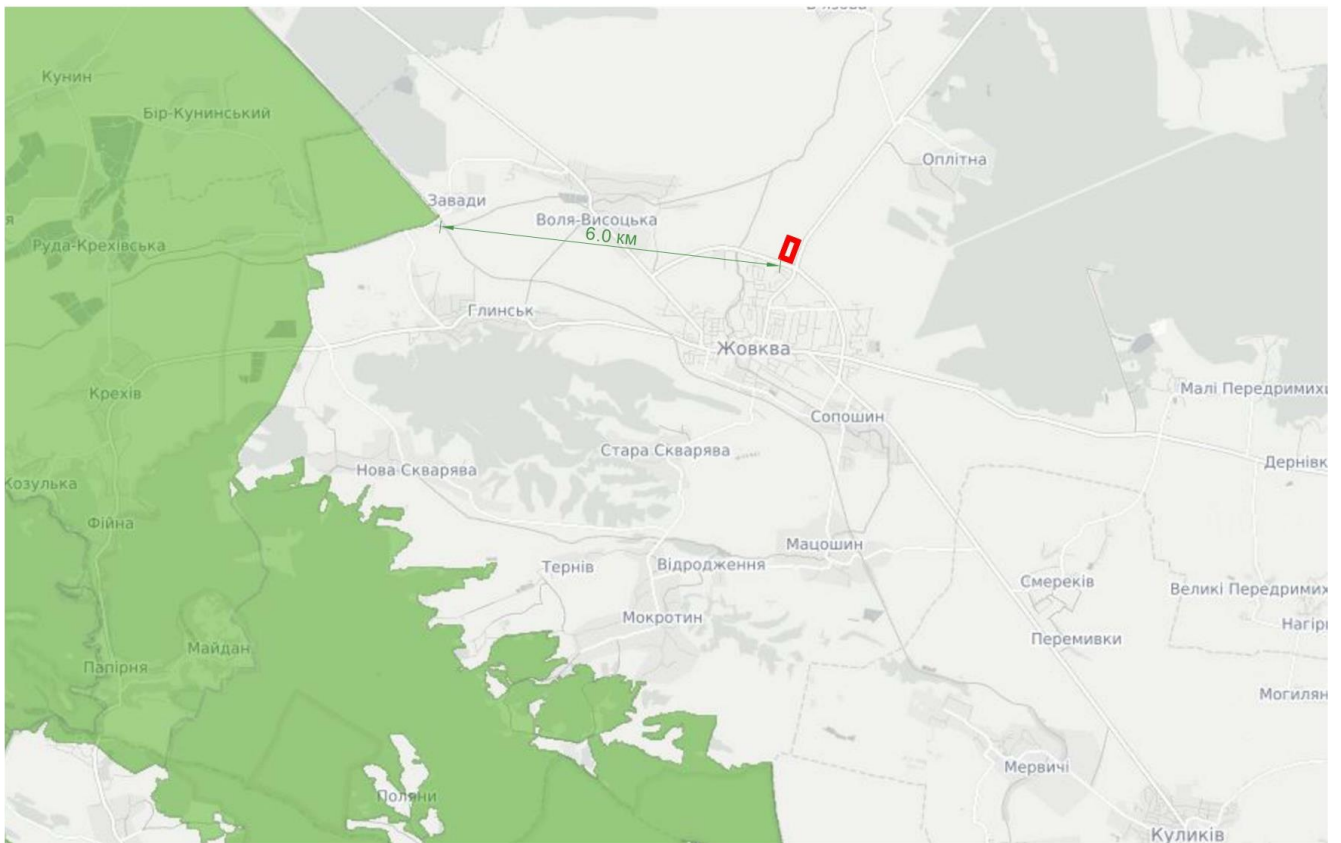 Кунин
Бір-Кунинський
Оплітна
Завади
Воля-Висоцька
6.0 км
Руда-Крехівська
Глинськ
Жовква
Крехів
Малі Передримихи
Сопошин
Стара Скварява
Дернівк
Нова Скварява
Козулька
Фійна
Мацошин
Тернів
Відродження
Смереків
Великі Передримих
Мокротин
Нагірц
Перемивки
Майдан
Папірня
Могилян
Мервичі
Поляни
Куликів